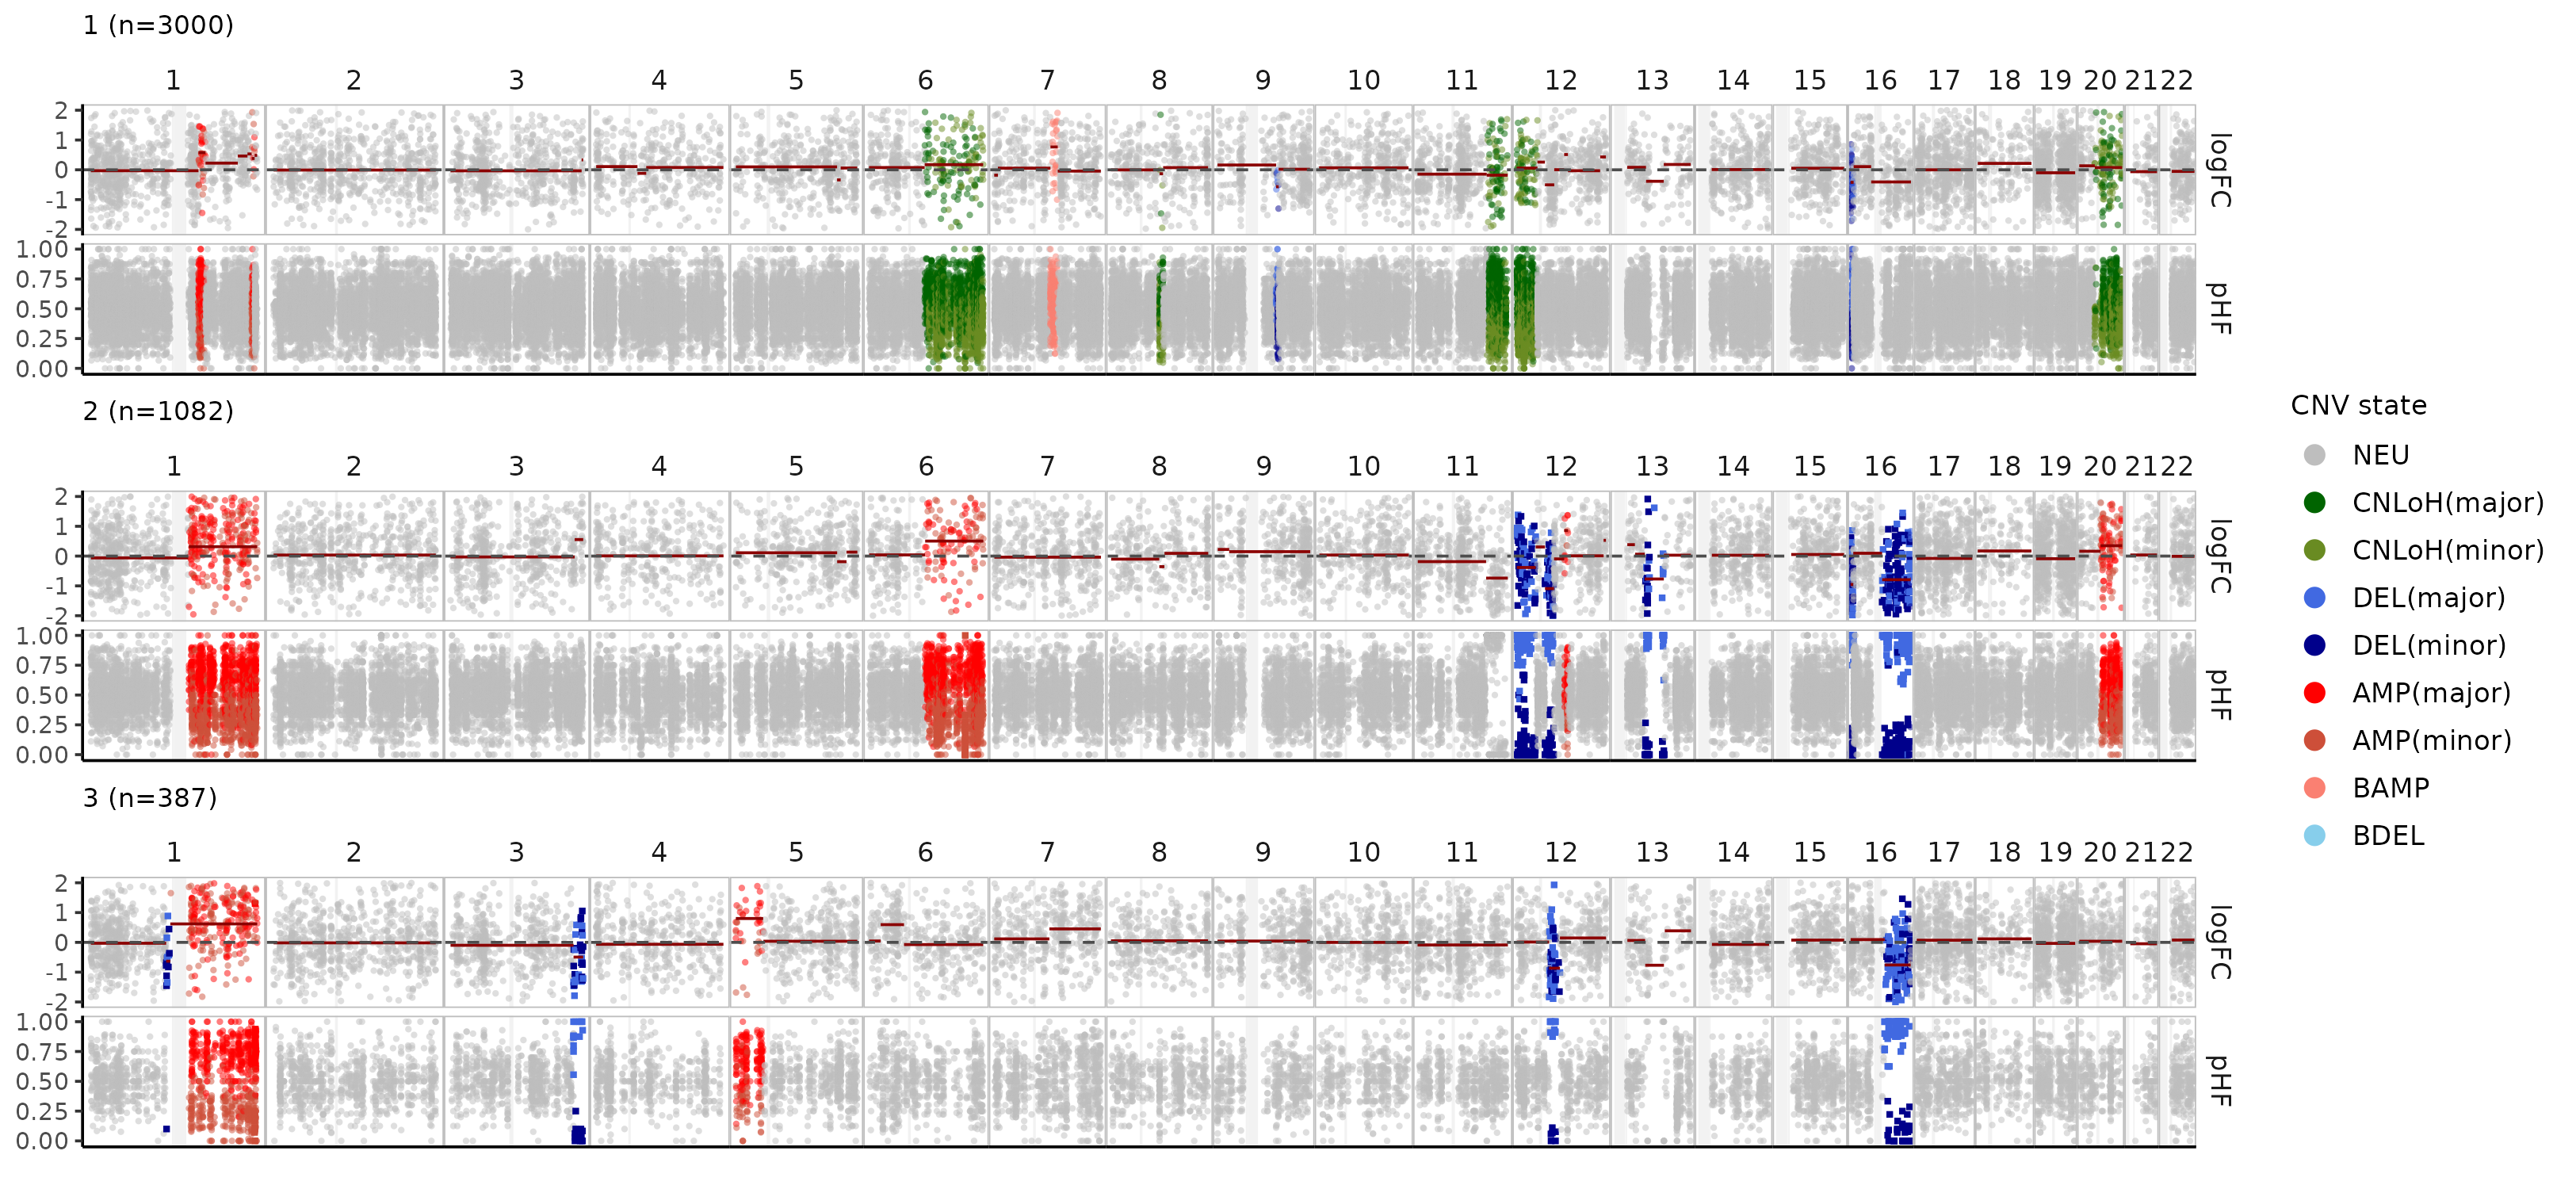 1 (n=3000)
1 2 3 4 5 6 7 8 9 10 11 12 13 14 15 16 17 18 19 20 21 22
2
1
0
-1
-2
logFC
1.00
0.75
0.50
0.25
0.00
pHF
2 (n=1082)
1 2 3 4 5 6 7 8 9 10 11 12 13 14 15 16 17 18 19 20 21 22
2
1
0
-1
-2
logFC
1.00
0.75
0.50
0.25
0.00
pHF
3 (n=387)
1 2 3 4 5 6 7 8 9 10 11 12 13 14 15 16 17 18 19 20 21 22
2
1
0
-1
-2
logFC
1.00
0.75
0.50
0.25
0.00
pHF
CNV state
NEU
CNLoH(major)
CNLoH(minor)
DEL(major)
DEL(minor)
AMP(major)
AMP(minor)
BAMP
BDEL